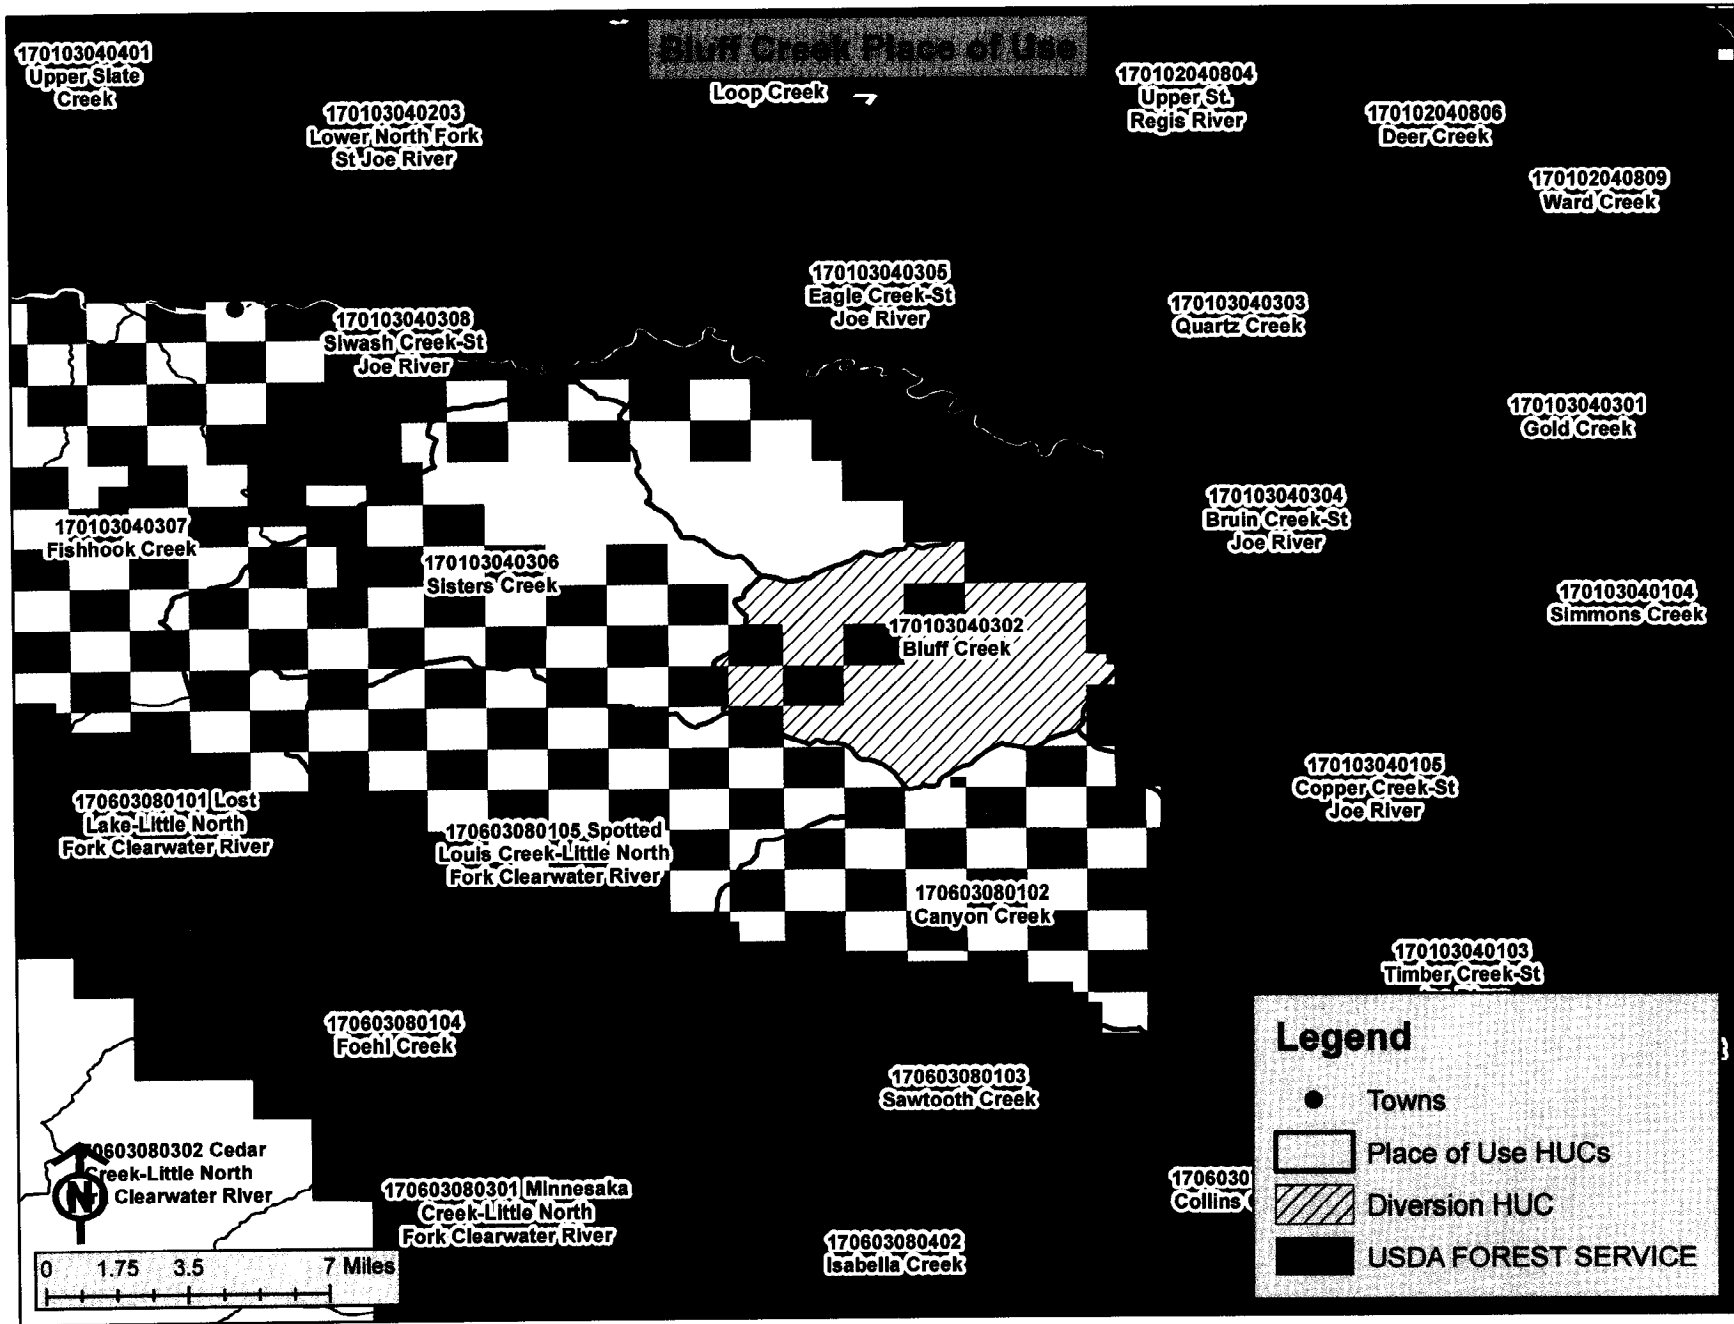 Bluff Creek Place of Use
170103040401
Upper Slate
Creek
170103040203
Lower North Fork
St Joe River
Loop Creek
170102040804
Upper St.
Regis River
170102040806
Deer Creek
170102040809
Ward Creek
170103040305
Eagle Creek-St
Joe River
170103040303
Quartz Creek
170103040308
Siwash Creek-St
Joe River
170103040301
Gold Creek
170103040304
Bruin Creek-St
Joe River
170103040307
Fishhook Creek
170103040306
Sisters Creek
170103040104
Simmons Creek
170103040302
Bluff Creek
170103040105
Copper Creek-St
Joe River
170603080101 Lost
Lake-Little North
Fork Clearwater River
170603080105 Spotted
Louis Creek-Little North
Fork Clearwater River
170603080102
Canyon Creek
170103040103
Timber Creek-St
170603080104
Foehl Creek
170603080103
Sawtooth Creek
0603080302 Cedar
Creek-Little North
Clearwater River
N
170603080301 Minnesaka
Creek-Little North
Fork Clearwater River
1706030
Collins
170603080402
Isabella Creek
0 1.75 3.5 7 Miles
Legend
Towns
Place of Use HUCs
Diversion HUC
USDA FOREST SERVICE